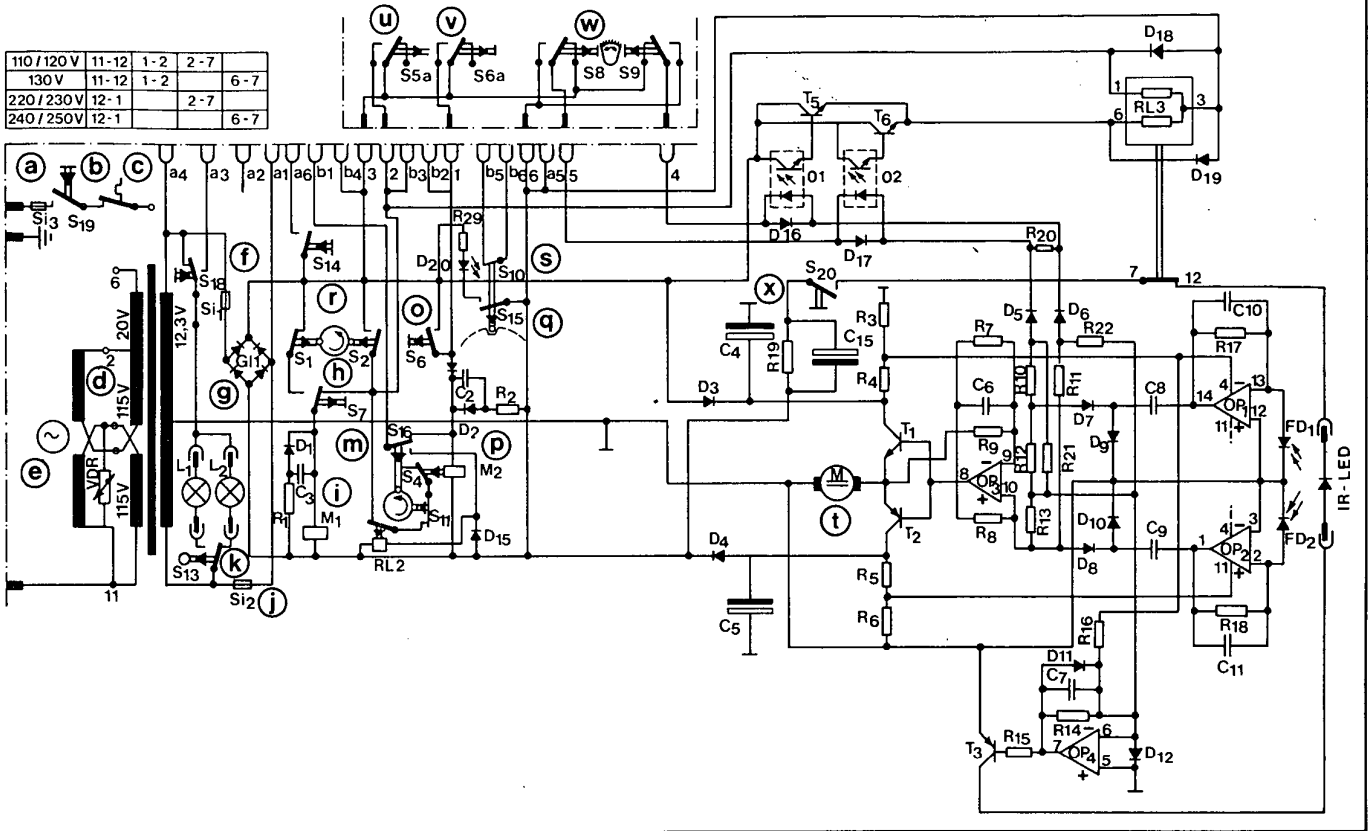 u v w
S5a S6a S8 S9
110/120V 11-12 1-2 2-7
130V 11-12 1-2 6-7
220/230V 12-1 2-7
240/250V 12-1 6-7
D18
1 RL3 3
6
D19
T5 T6
O1 O2
D16
D17
a b c
Si3 S19
a4 a3 a2 a1 a6 b1 b4 3 2 b3 b2 1 b5 b6 6 a5 5 4
R29
D20
S10
S15
s
q
S14
r
o
S6
f
S18
Si1
6
220V
12,3V
2
d
115V
Gl1
g
S1 S2
h
S7
C2
R2
D2
p
m
S16
S4
M2
S11
D15
RL2
~
e
VDR
115V
11
L1 L2
D1
C3
R1
i
M1
k
S13
Si2
j
x
S20
C4
R19
C15
R3
R4
D3
T1
T2
M
t
D4
R5
R6
C5
R20
D5 D6
R22
R7
C6
R10
R11
R9
R12
R21
8 OP3 9 10 - +
R8
R13
D7
D9
D10
D8
C8
C9
7 12
C10
R17
14 OP1 4 13 12 11 - +
FD1
FD2
IR-LED
1 OP2 4 3 2 11 - +
R18
C11
R16
D11
C7
R14
R15
T3
7 OP4 6 5 - +
D12